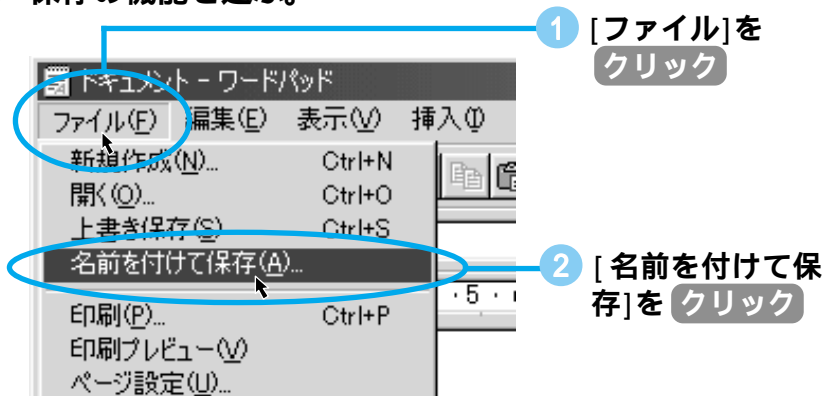 保存の機能を選ぶ。
1 [ファイル]を
クリック
ドキュメント - ワードパッド
ファイル(F) 編集(E) 表示(V) 挿入(I)
新規作成(N)... Ctrl+N
開く(O)... Ctrl+O
上書き保存(S) Ctrl+S
名前を付けて保存(A)...
2 [名前を付けて保
存]を クリック
· 5 ·
印刷(P)... Ctrl+P
印刷プレビュー(V)
ページ設定(U)...